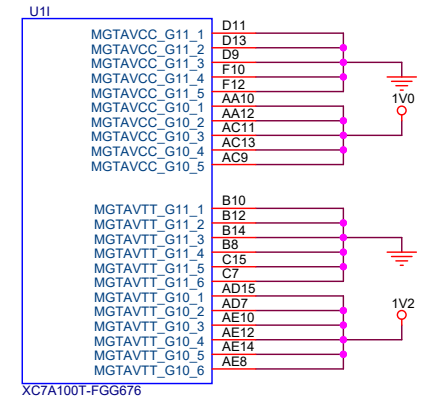 U1I
MGTAVCC_G11_1 D11
MGTAVCC_G11_2 D13
MGTAVCC_G11_3 D9
MGTAVCC_G11_4 F10
MGTAVCC_G11_5 F12
MGTAVCC_G10_1 AA10
MGTAVCC_G10_2 AA12
MGTAVCC_G10_3 AC11
MGTAVCC_G10_4 AC13
MGTAVCC_G10_5 AC9
1V0
MGTAVTT_G11_1 B10
MGTAVTT_G11_2 B12
MGTAVTT_G11_3 B14
MGTAVTT_G11_4 B8
MGTAVTT_G11_5 C15
MGTAVTT_G11_6 C7
MGTAVTT_G10_1 AD15
MGTAVTT_G10_2 AD7
MGTAVTT_G10_3 AE10
MGTAVTT_G10_4 AE12
MGTAVTT_G10_5 AE14
MGTAVTT_G10_6 AE8
1V2
XC7A100T-FGG676